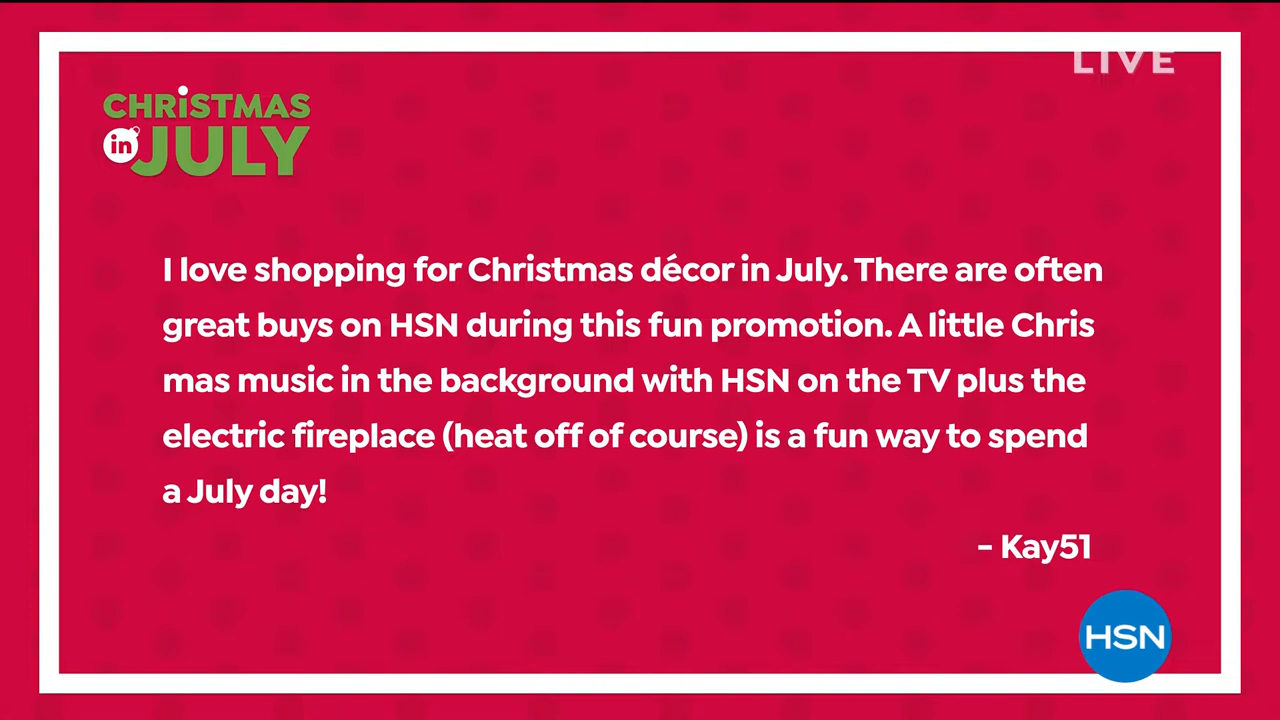 LIVE
CHRiSTMAS
in JULY
I love shopping for Christmas décor in July. There are often
great buys on HSN during this fun promotion. A little Chris
mas music in the background with HSN on the TV plus the
electric fireplace (heat off of course) is a fun way to spend
a July day!
– Kay51
HSN